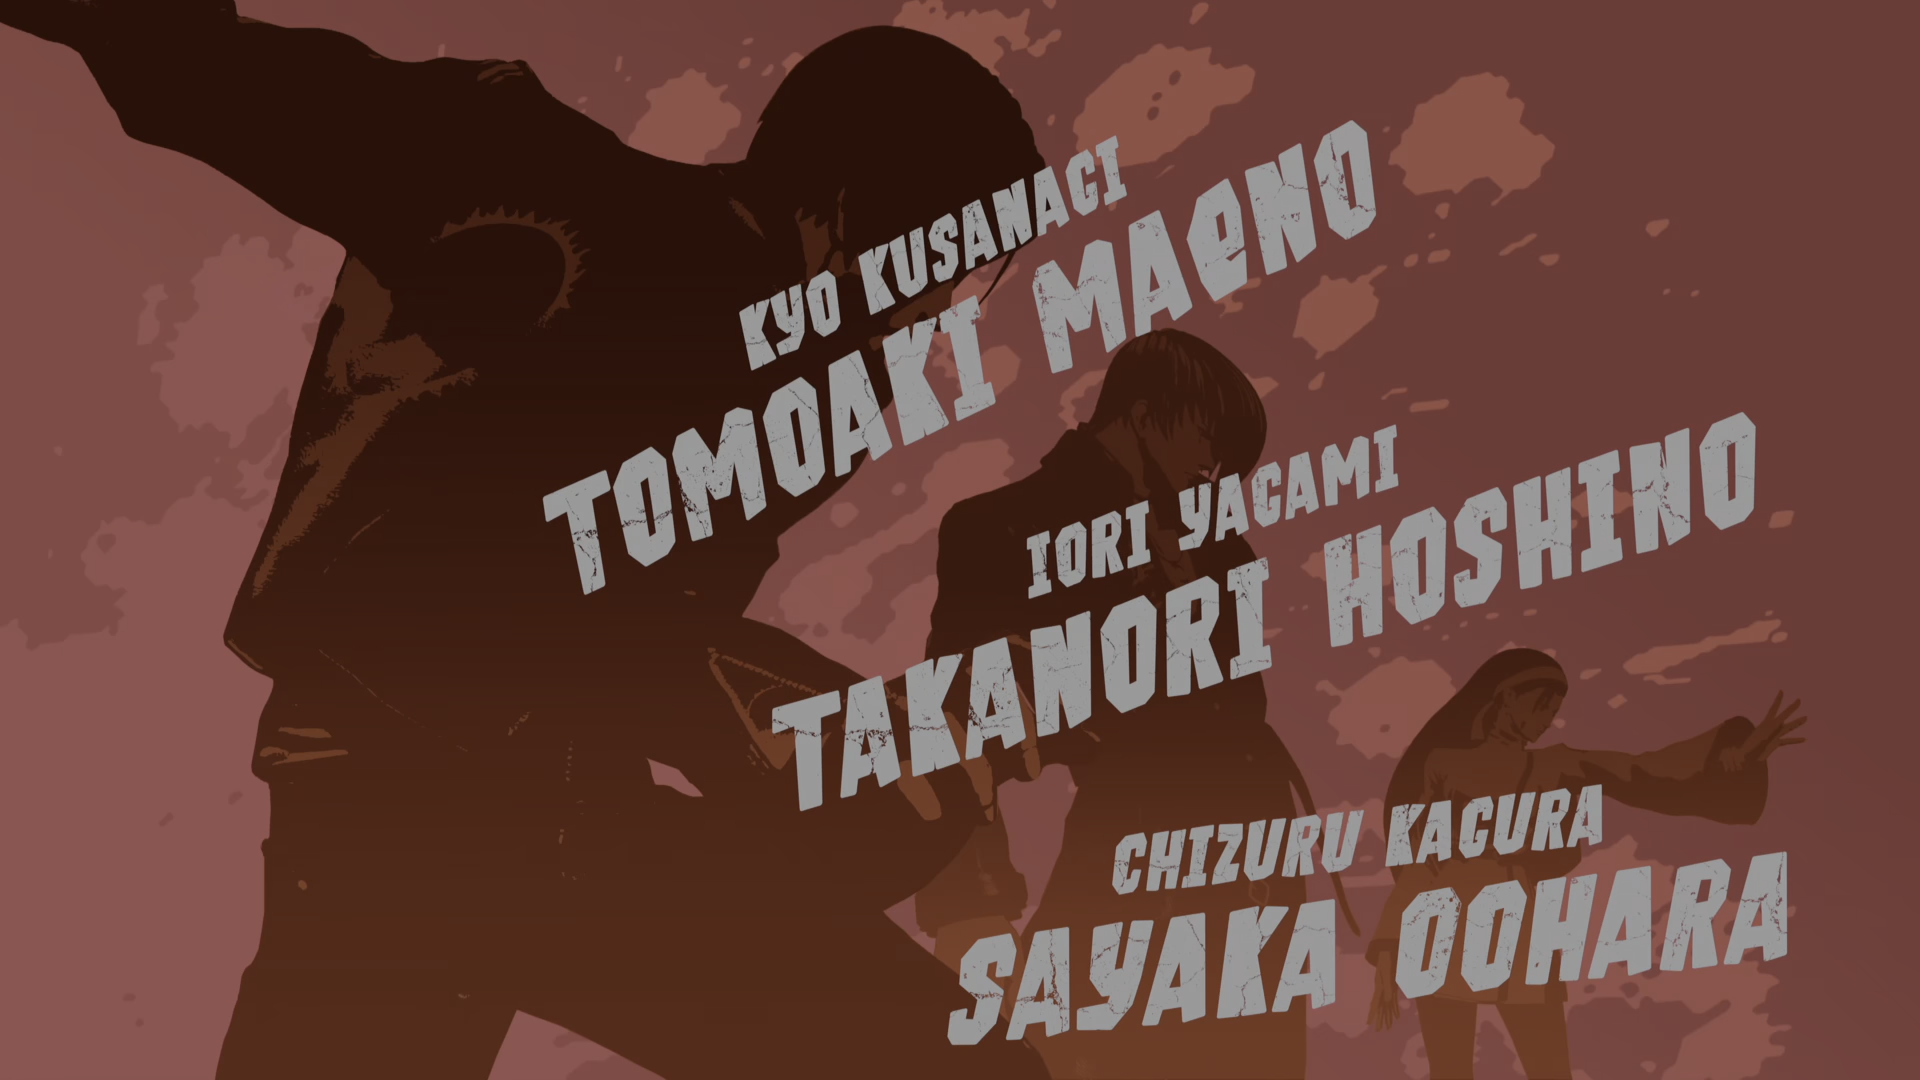 KYO KUSANAGI
TOMOAKI MAENO
IORI YAGAMI
TAKANORI HOSHINO
CHIZURU KAGURA
SAYAKA OOHARA